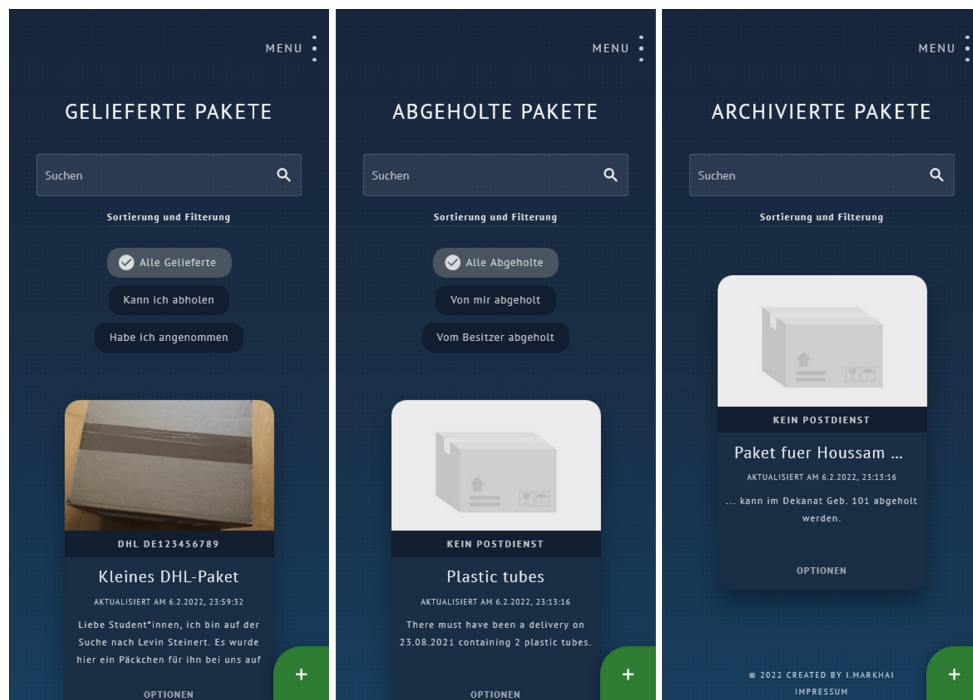 MENU
GELIEFERTE PAKETE
Suchen
Sortierung und Filterung
Alle Gelieferte
Kann ich abholen
Habe ich angenommen
DHL DE123456789
Kleines DHL-Paket
AKTUALISIERT AM 6.2.2022, 23:59:32
Liebe Student*innen, ich bin auf der
Suche nach Levin Steinert. Es wurde
hier ein Päckchen für ihn bei uns auf
OPTIONEN
+
MENU
ABGEHOLTE PAKETE
Suchen
Sortierung und Filterung
Alle Abgeholte
Von mir abgeholt
Vom Besitzer abgeholt
KEIN POSTDIENST
Plastic tubes
AKTUALISIERT AM 6.2.2022, 23:13:16
There must have been a delivery on
23.08.2021 containing 2 plastic tubes.
OPTIONEN
+
MENU
ARCHIVIERTE PAKETE
Suchen
Sortierung und Filterung
KEIN POSTDIENST
Paket fuer Houssam ...
AKTUALISIERT AM 6.2.2022, 23:13:16
... kann im Dekanat Geb. 101 abgeholt
werden.
OPTIONEN
© 2022 CREATED BY I.MARKHAI
IMPRESSUM
+